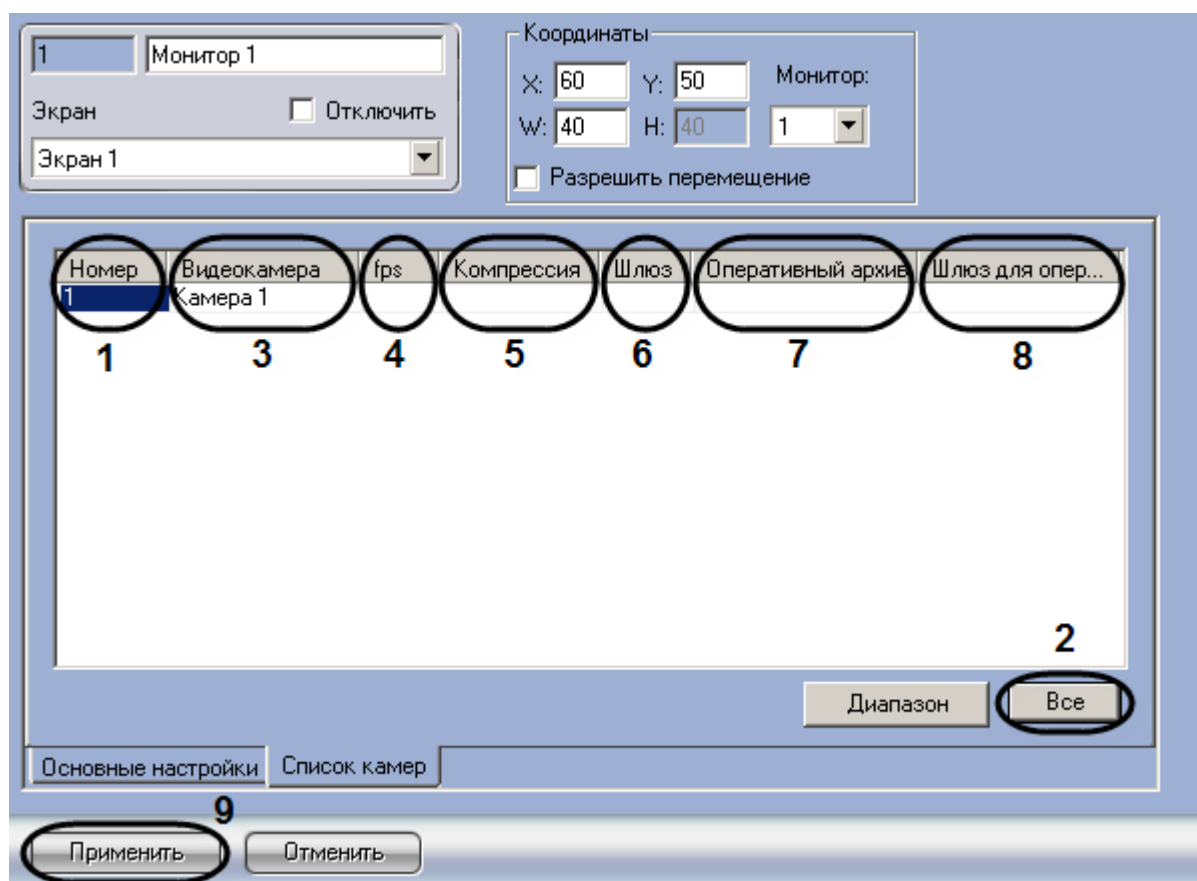 1 Монитор 1
Экран Отключить
Экран 1
Координаты
X: 60 Y: 50 Монитор:
W: 40 H: 40 1
Разрешить перемещение
Номер Видеокамера fps Компрессия Шлюз Оперативный архив Шлюз для опер...
1 Камера 1
1 3 4 5 6 7 8
2
Диапазон Все
Основные настройки Список камер
9
Применить Отменить